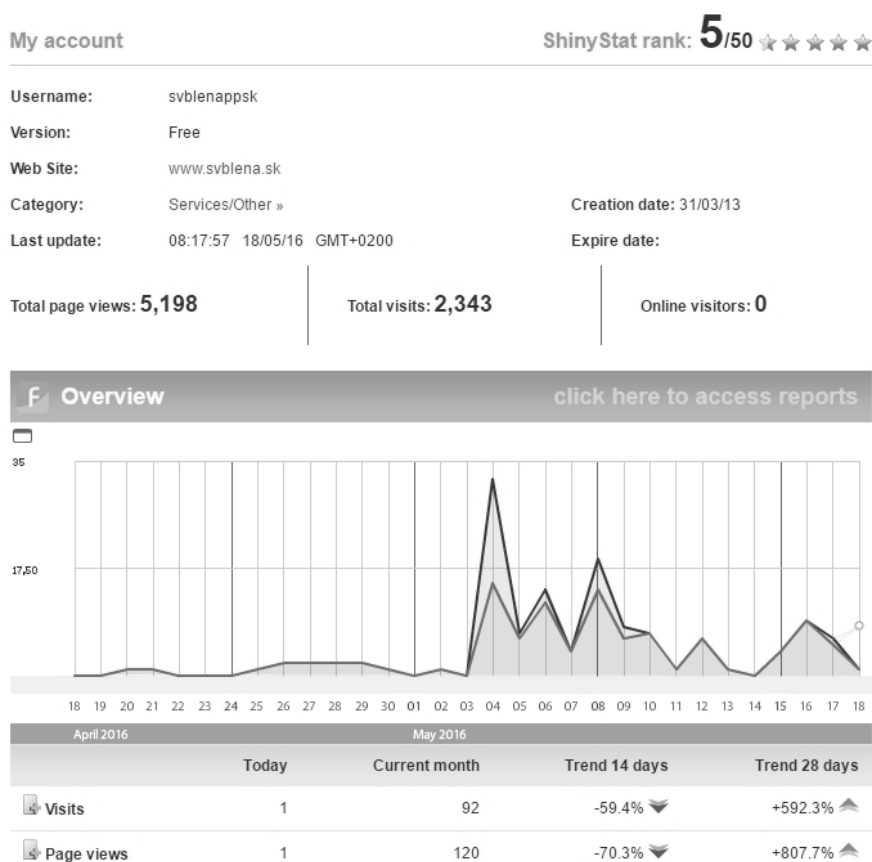 My account ShinyStat rank: 5/50
Username: svblenappsk
Version: Free
Web Site: www.svblena.sk
Category: Services/Other » Creation date: 31/03/13
Last update: 08:17:57 18/05/16 GMT+0200 Expire date:
Total page views: 5,198 Total visits: 2,343 Online visitors: 0
F Overview click here to access reports
35
17,50
18 19 20 21 22 23 24 25 26 27 28 29 30 01 02 03 04 05 06 07 08 09 10 11 12 13 14 15 16 17 18
April 2016 May 2016
Today Current month Trend 14 days Trend 28 days
Visits 1 92 -59.4% +592.3%
Page views 1 120 -70.3% +807.7%